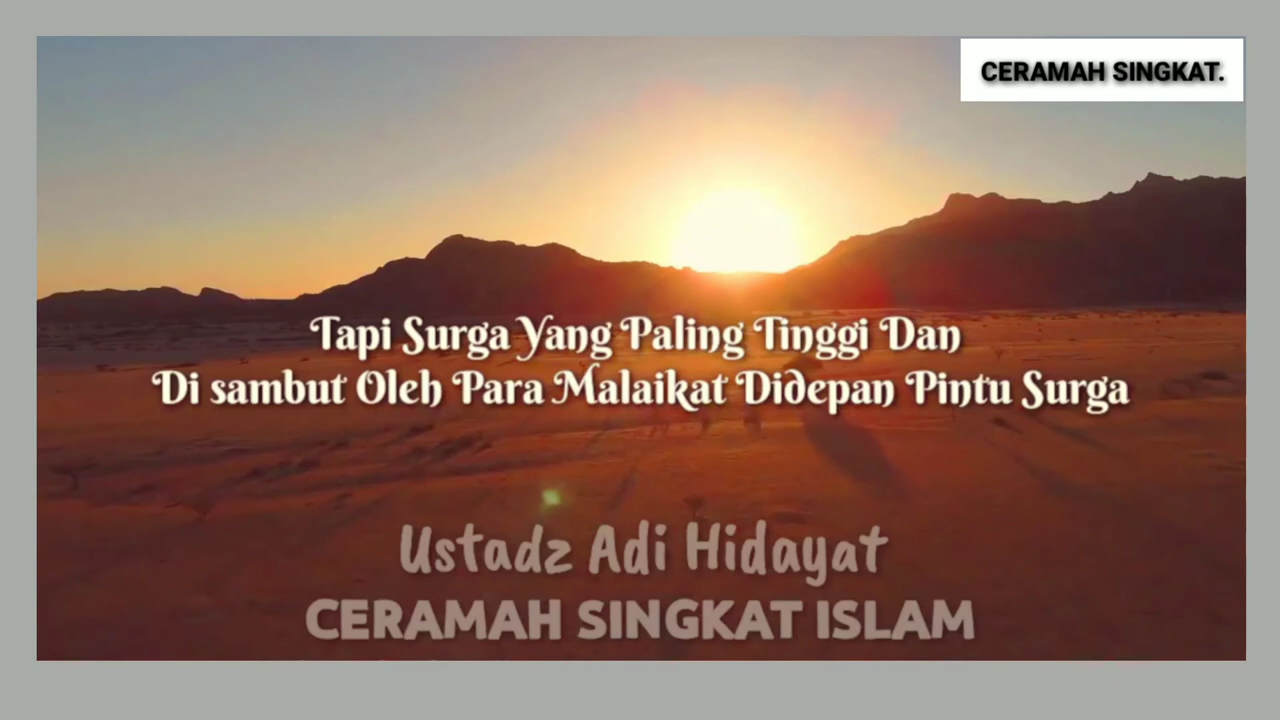 CERAMAH SINGKAT.
Tapi Surga Yang Paling Tinggi Dan
Di sambut Oleh Para Malaikat Didepan Pintu Surga
Ustadz Adi Hidayat
CERAMAH SINGKAT ISLAM